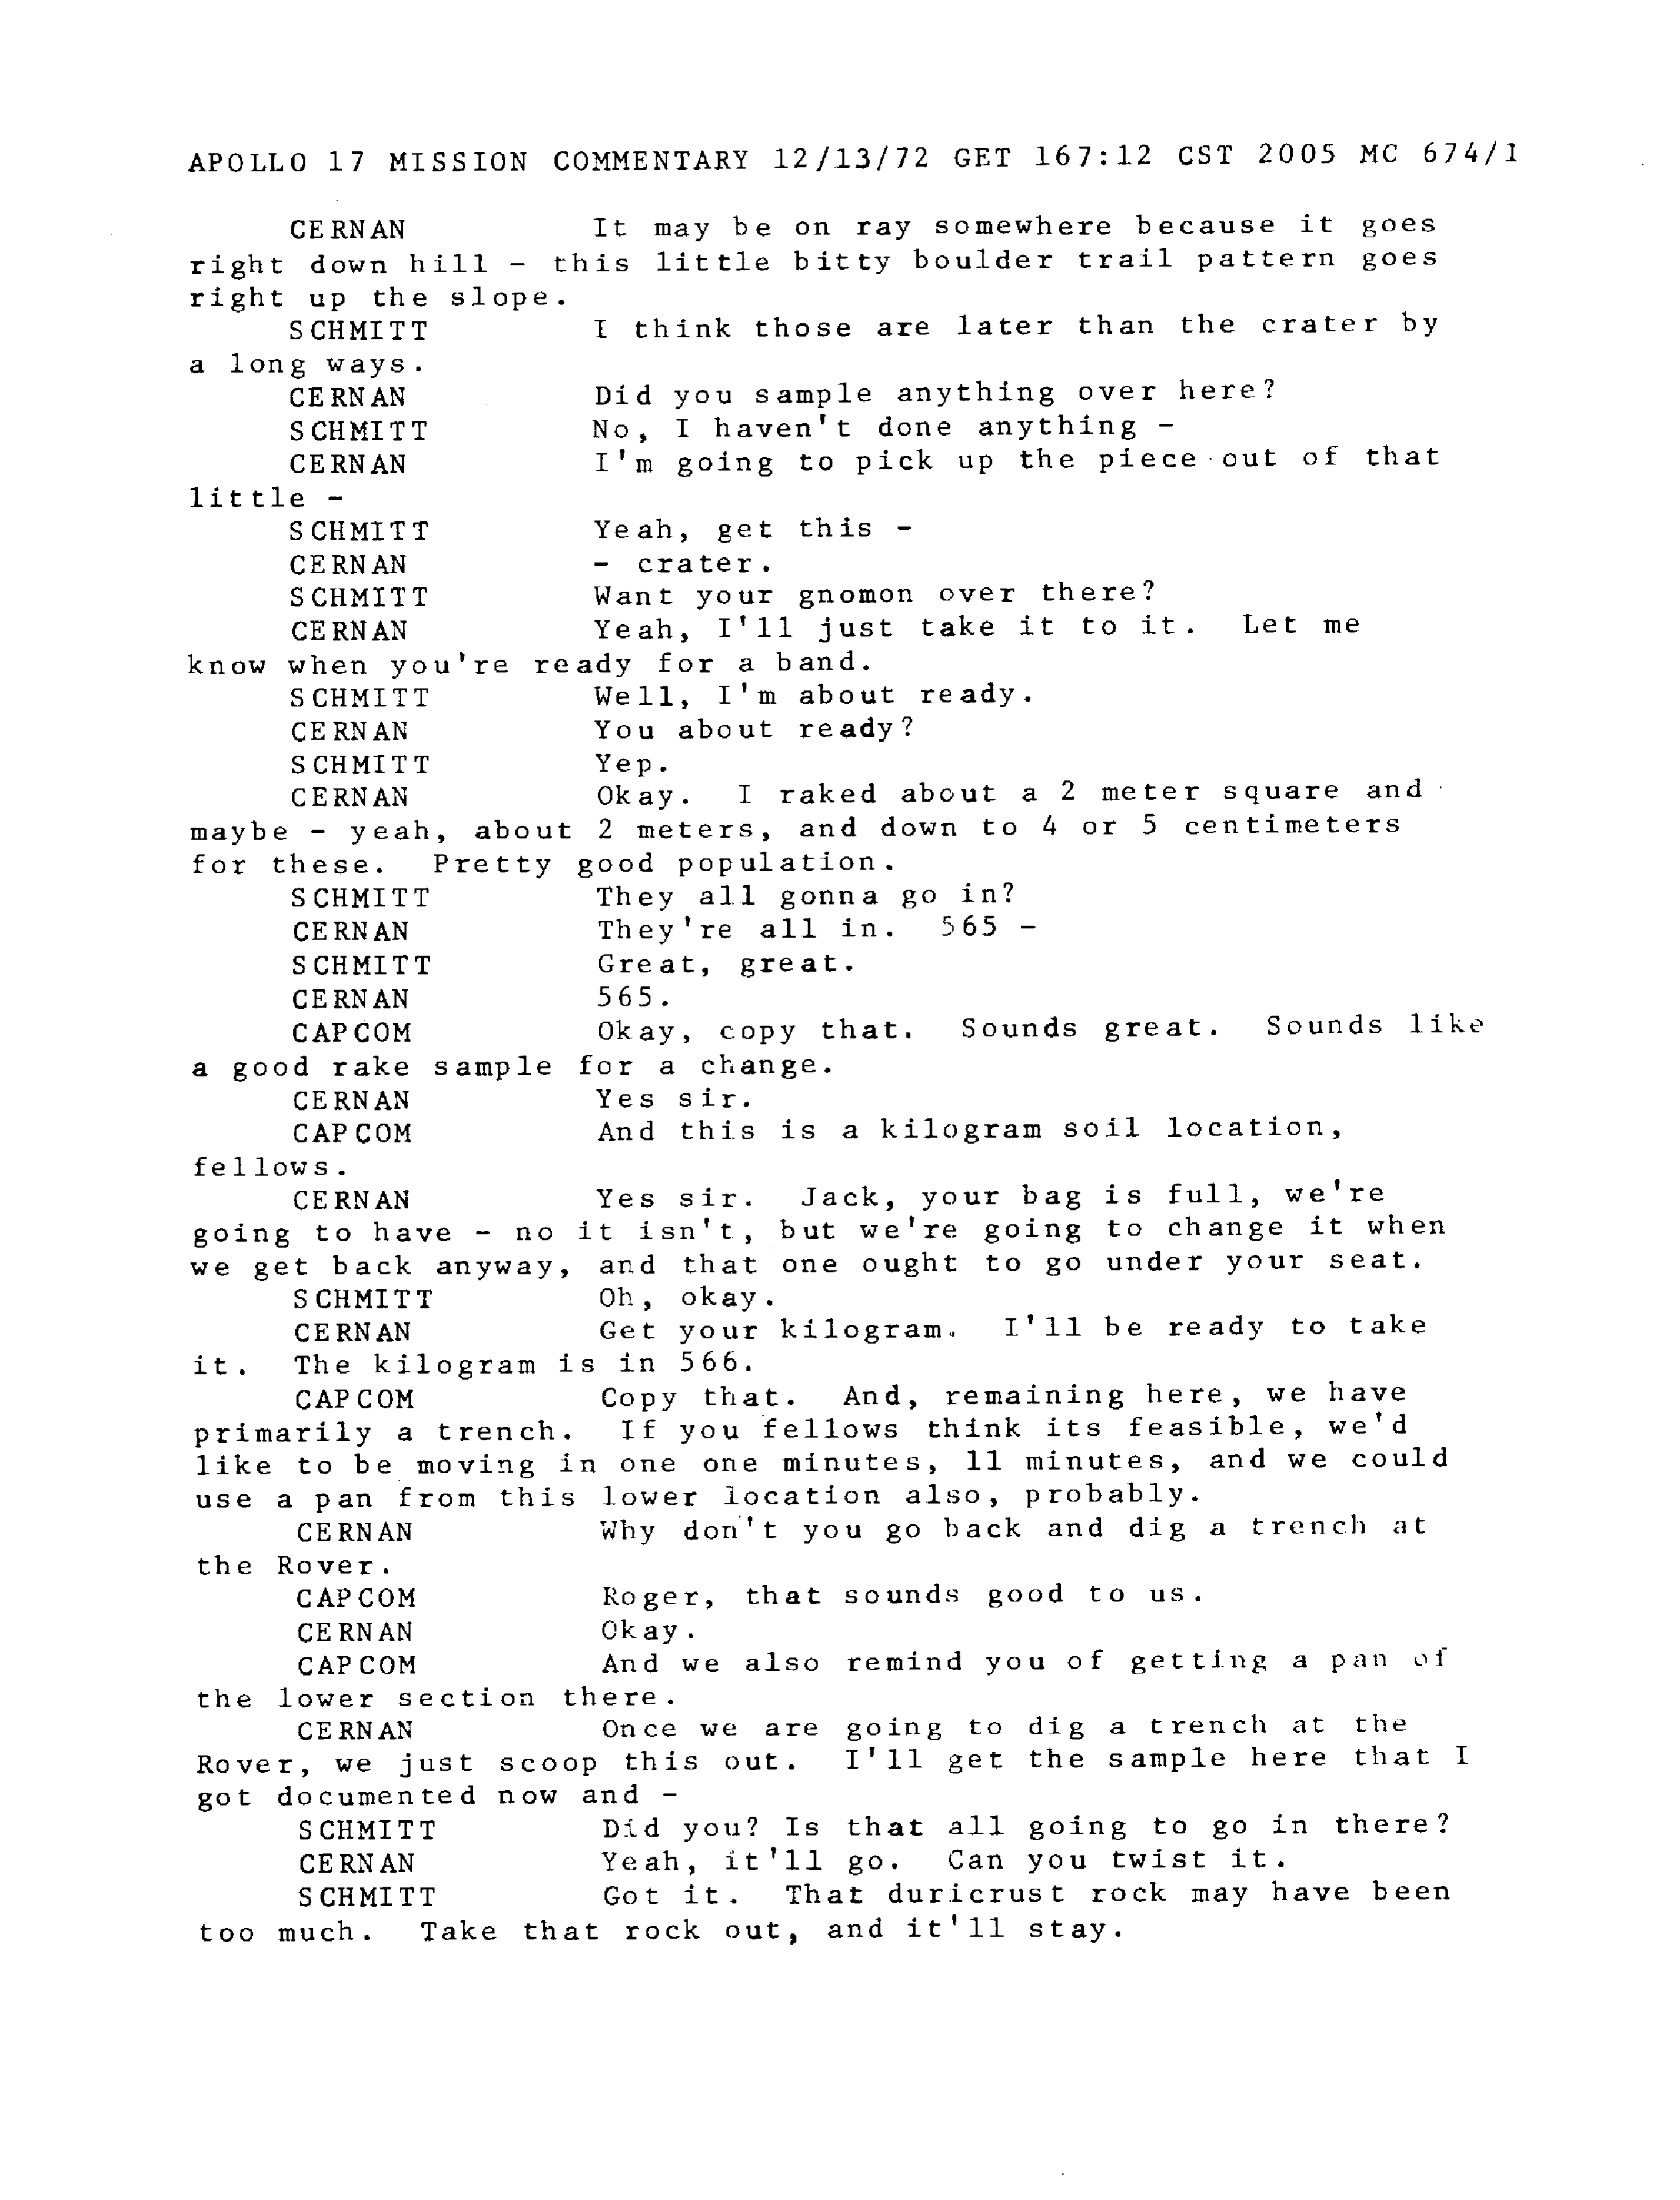 APOLLO 17 MISSION COMMENTARY 12/13/72 GET 167:12 CST 2005 MC 674/1
CERNAN It may be on ray somewhere because it goes
right down hill - this little bitty boulder trail pattern goes
right up the slope.
SCHMITT I think those are later than the crater by
a long ways.
CERNAN Did you sample anything over here?
SCHMITT No, I haven't done anything -
CERNAN I'm going to pick up the piece out of that
little -
SCHMITT Yeah, get this -
CERNAN - crater.
SCHMITT Want your gnomon over there?
CERNAN Yeah, I'll just take it to it. Let me
know when you're ready for a band.
SCHMITT Well, I'm about ready.
CERNAN You about ready?
SCHMITT Yep.
CERNAN Okay. I raked about a 2 meter square and
maybe - yeah, about 2 meters, and down to 4 or 5 centimeters
for these. Pretty good population.
SCHMITT They all gonna go in?
CERNAN They're all in. 565 -
SCHMITT Great, great.
CERNAN 565.
CAPCOM Okay, copy that. Sounds great. Sounds like
a good rake sample for a change.
CERNAN Yes sir.
CAPCOM And this is a kilogram soil location,
fellows.
CERNAN Yes sir. Jack, your bag is full, we're
going to have - no it isn't, but we're going to change it when
we get back anyway, and that one ought to go under your seat.
SCHMITT Oh, okay.
CERNAN Get your kilogram. I'll be ready to take
it. The kilogram is in 566.
CAPCOM Copy that. And, remaining here, we have
primarily a trench. If you fellows think its feasible, we'd
like to be moving in one one minutes, 11 minutes, and we could
use a pan from this lower location also, probably.
CERNAN Why don't you go back and dig a trench at
the Rover.
CAPCOM Roger, that sounds good to us.
CERNAN Okay.
CAPCOM And we also remind you of getting a pan of
the lower section there.
CERNAN Once we are going to dig a trench at the
Rover, we just scoop this out. I'll get the sample here that I
got documented now and -
SCHMITT Did you? Is that all going to go in there?
CERNAN Yeah, it'll go. Can you twist it.
SCHMITT Got it. That duricrust rock may have been
too much. Take that rock out, and it'll stay.